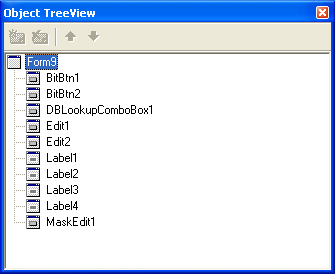 Object TreeView
Form9
BitBtn1
BitBtn2
DBLookupComboBox1
Edit1
Edit2
Label1
Label2
Label3
Label4
MaskEdit1